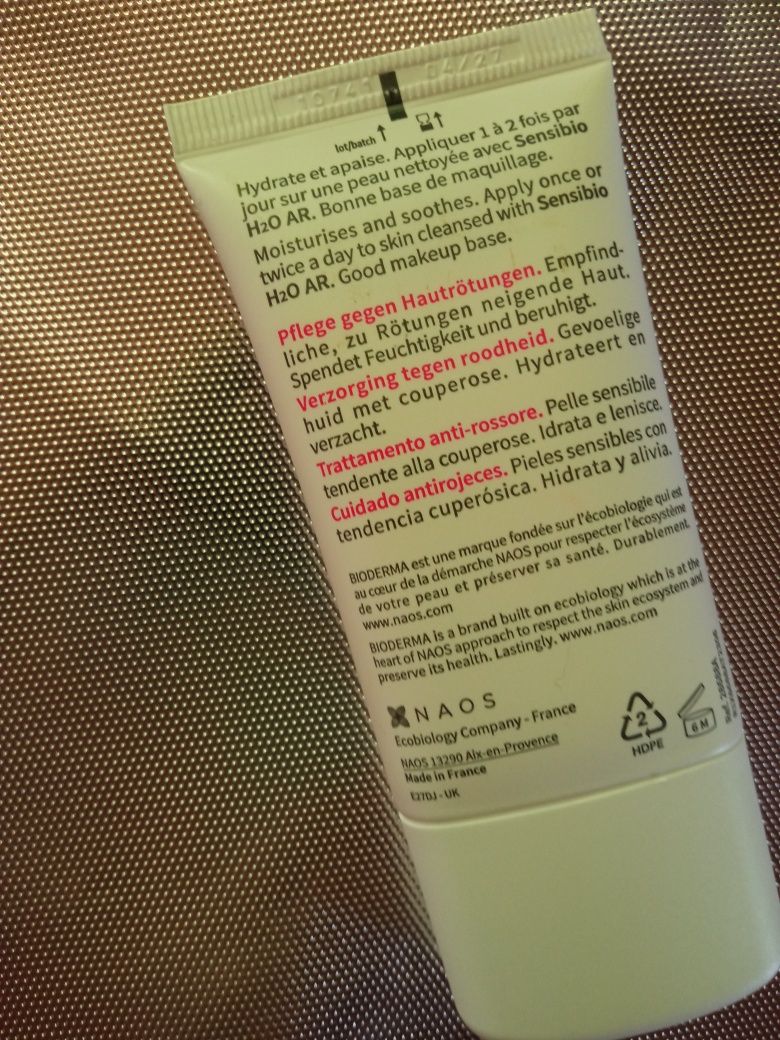 16741 04/27
lot/batch
Hydrate et apaise. Appliquer 1 à 2 fois par
jour sur une peau nettoyée avec Sensibio
H2O AR. Bonne base de maquillage.
Moisturises and soothes. Apply once or
twice a day to skin cleansed with Sensibio
H2O AR. Good makeup base.
Pflege gegen Hautrötungen. Empfind-
liche, zu Rötungen neigende Haut.
Spendet Feuchtigkeit und beruhigt.
Verzorging tegen roodheid. Gevoelige
huid met couperose. Hydrateert en
verzacht.
Trattamento anti-rossore. Pelle sensibile
tendente alla couperose. Idrata e lenisce.
Cuidado antirojeces. Pieles sensibles con
tendencia cuperósica. Hidrata y alivia.
BIODERMA est une marque fondée sur l'écobiologie qui est
au cœur de la démarche NAOS pour respecter l'écosystème
de votre peau et préserver sa santé. Durablement.
www.naos.com
BIODERMA is a brand built on ecobiology which is at the
heart of NAOS approach to respect the skin ecosystem and
preserve its health. Lastingly. www.naos.com
NAOS
Ecobiology Company - France
NAOS 13290 Aix-en-Provence
Made in France
E27DJ - UK
2
HDPE
6 M
Ref.